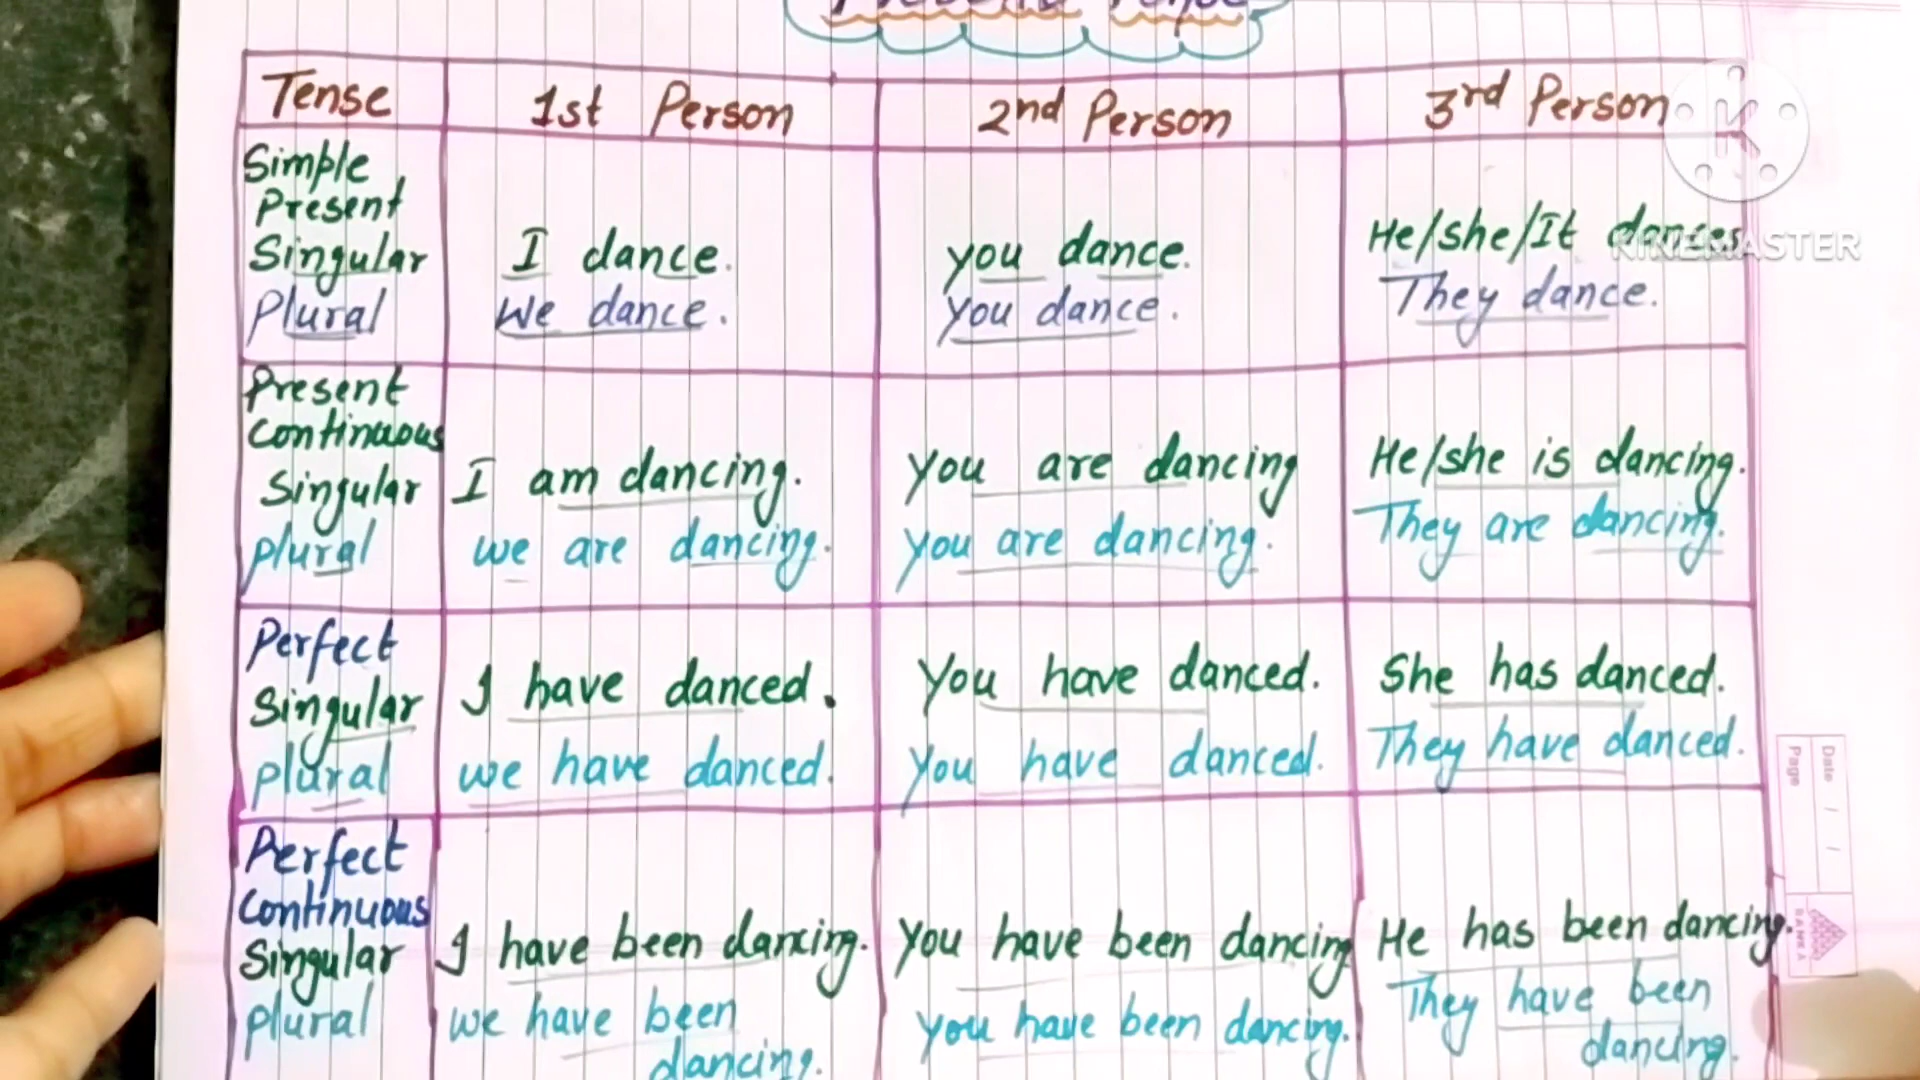 Present Tense
Tense 1st Person 2nd Person 3rd Person
Simple
Present
Singular I dance. you dance. He/she/It dances
Plural We dance. you dance. They dance.
Present
Continuous
Singular I am dancing. you are dancing He/she is dancing.
plural we are dancing. you are dancing. They are dancing.
Perfect
Singular I have danced. You have danced. She has danced.
plural we have danced. You have danced. They have danced.
Perfect
Continuous
Singular I have been dancing. you have been dancing He has been dancing.
plural we have been dancing. you have been dancing. They have been dancing.
KINEMASTER
Date / /
Page